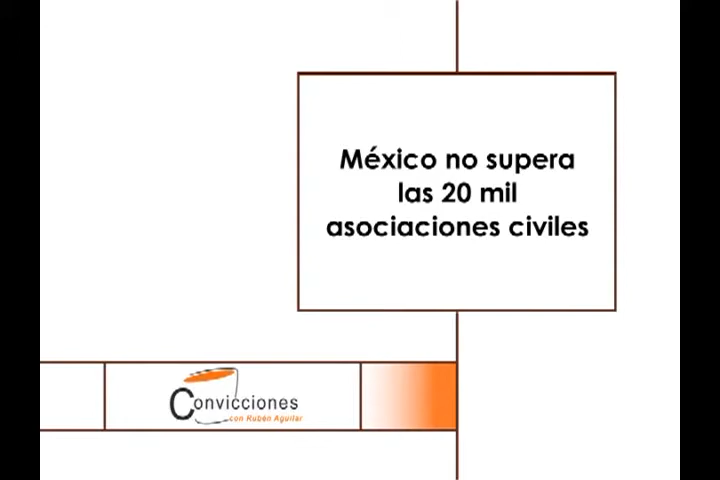 México no supera
las 20 mil
asociaciones civiles
Convicciones
con Rubén Aguilar